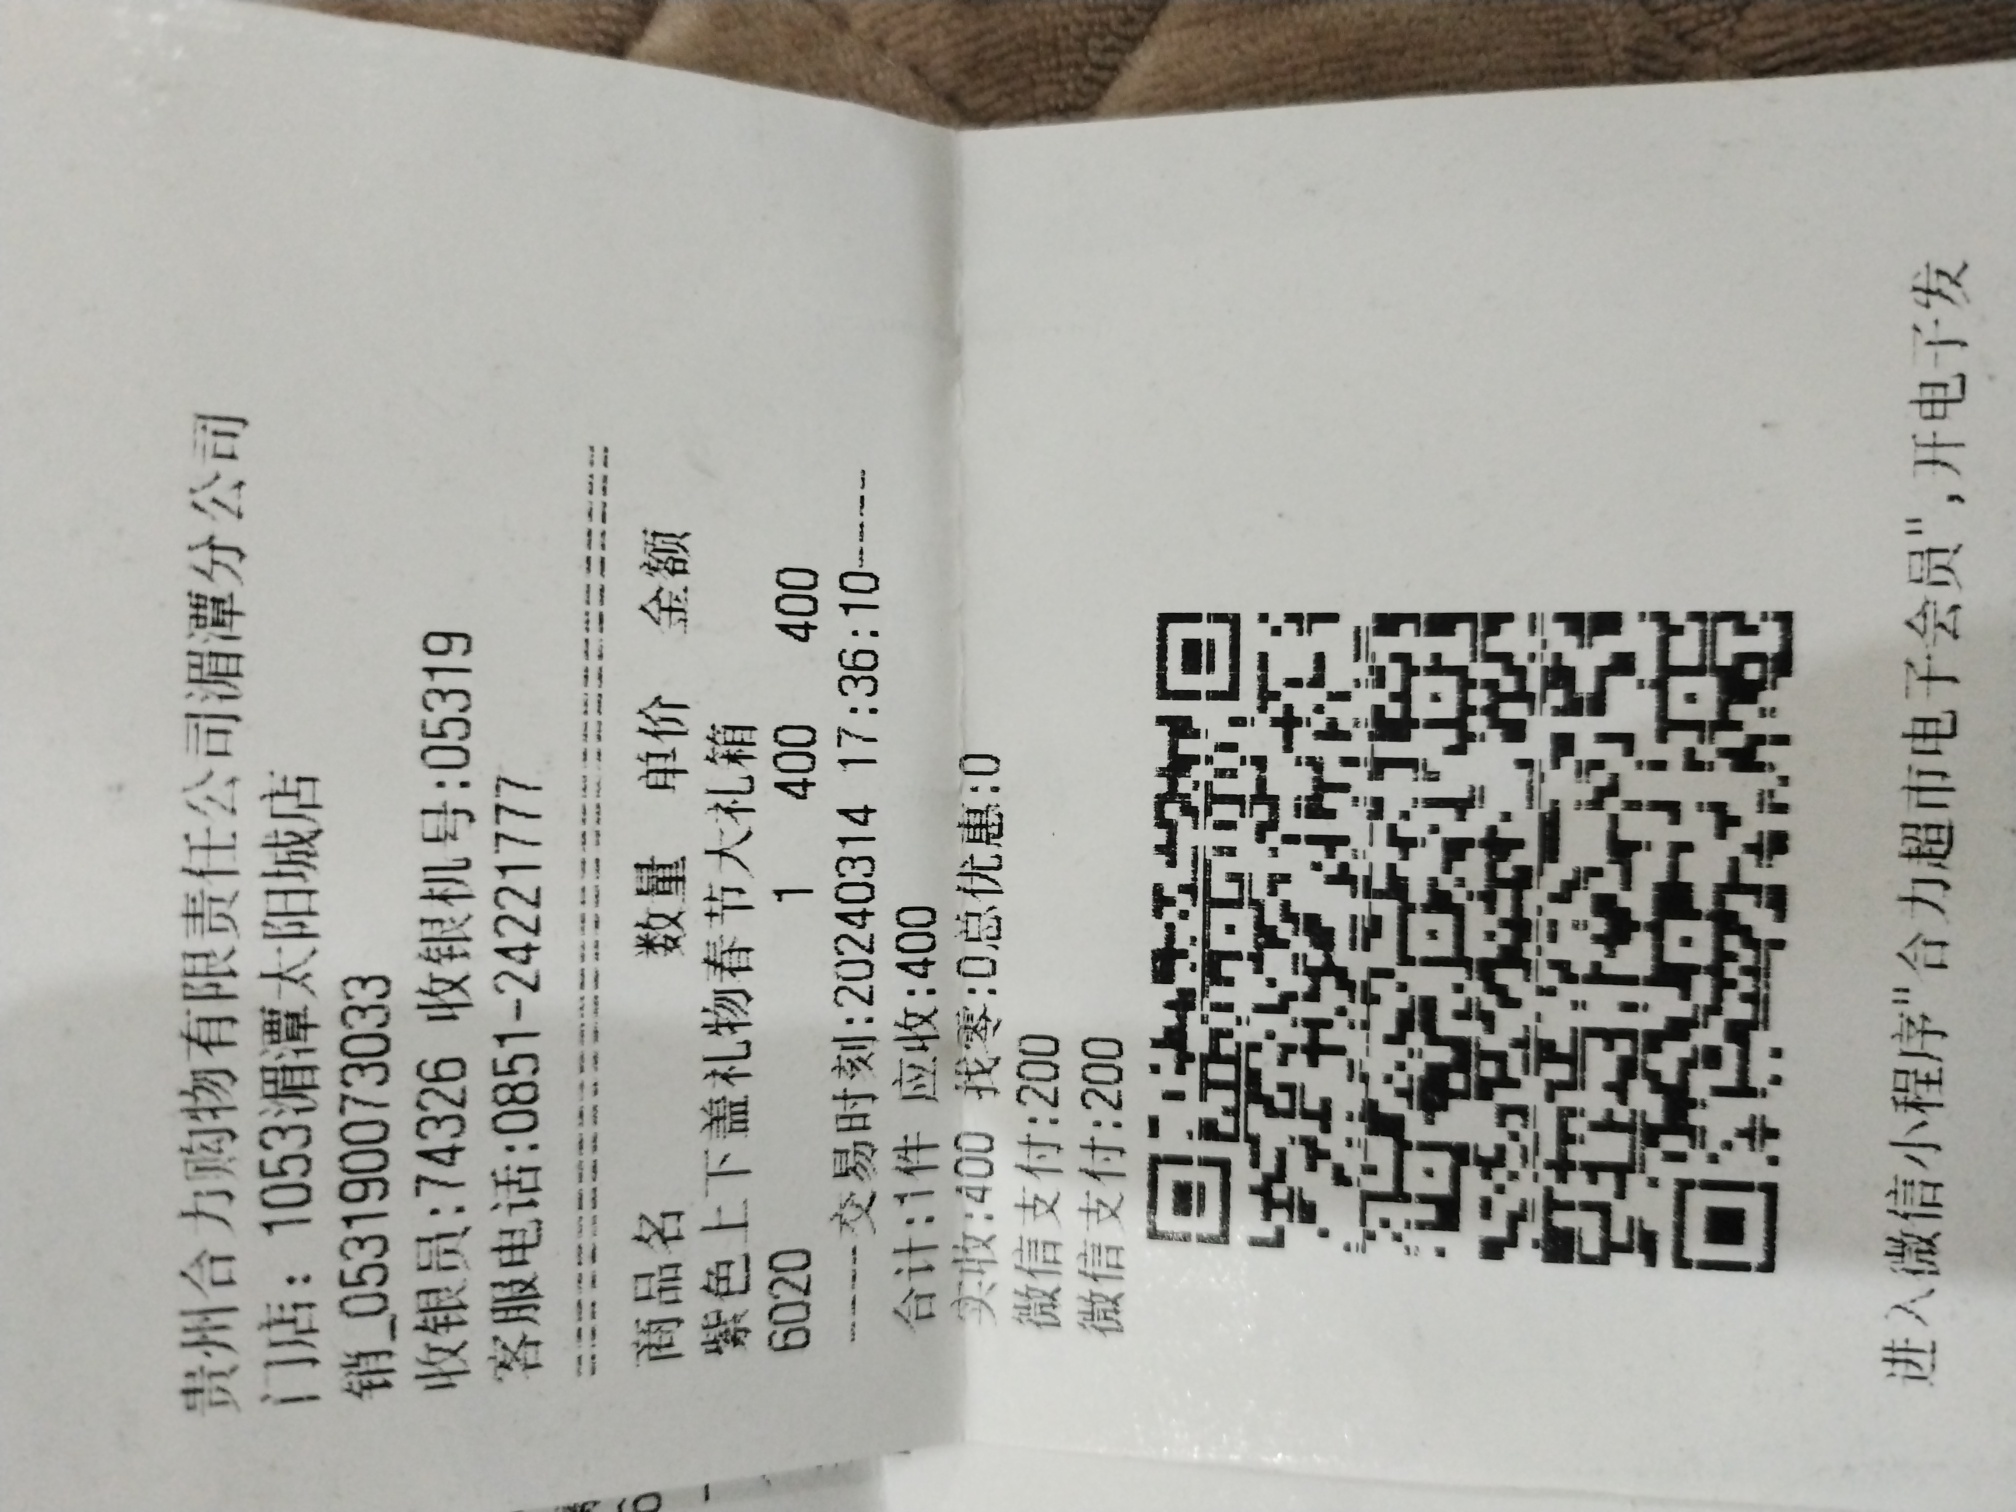 贵州合力购物有限责任公司湄潭分公司
门店: 1053湄潭太阳城店
销_053190073033
收银员:74326 收银机号:05319
客服电话:0851-24221777
==========================================
商品名 数量 单价 金额
紫色上下盖礼物春节大礼箱
6020 1 400 400
-----交易时刻:20240314 17:36:10-----
合计:1件 应收:400
实收:400 找零:0总优惠:0
微信支付:200
微信支付:200
进入微信小程序"合力超市电子会员",开电子发